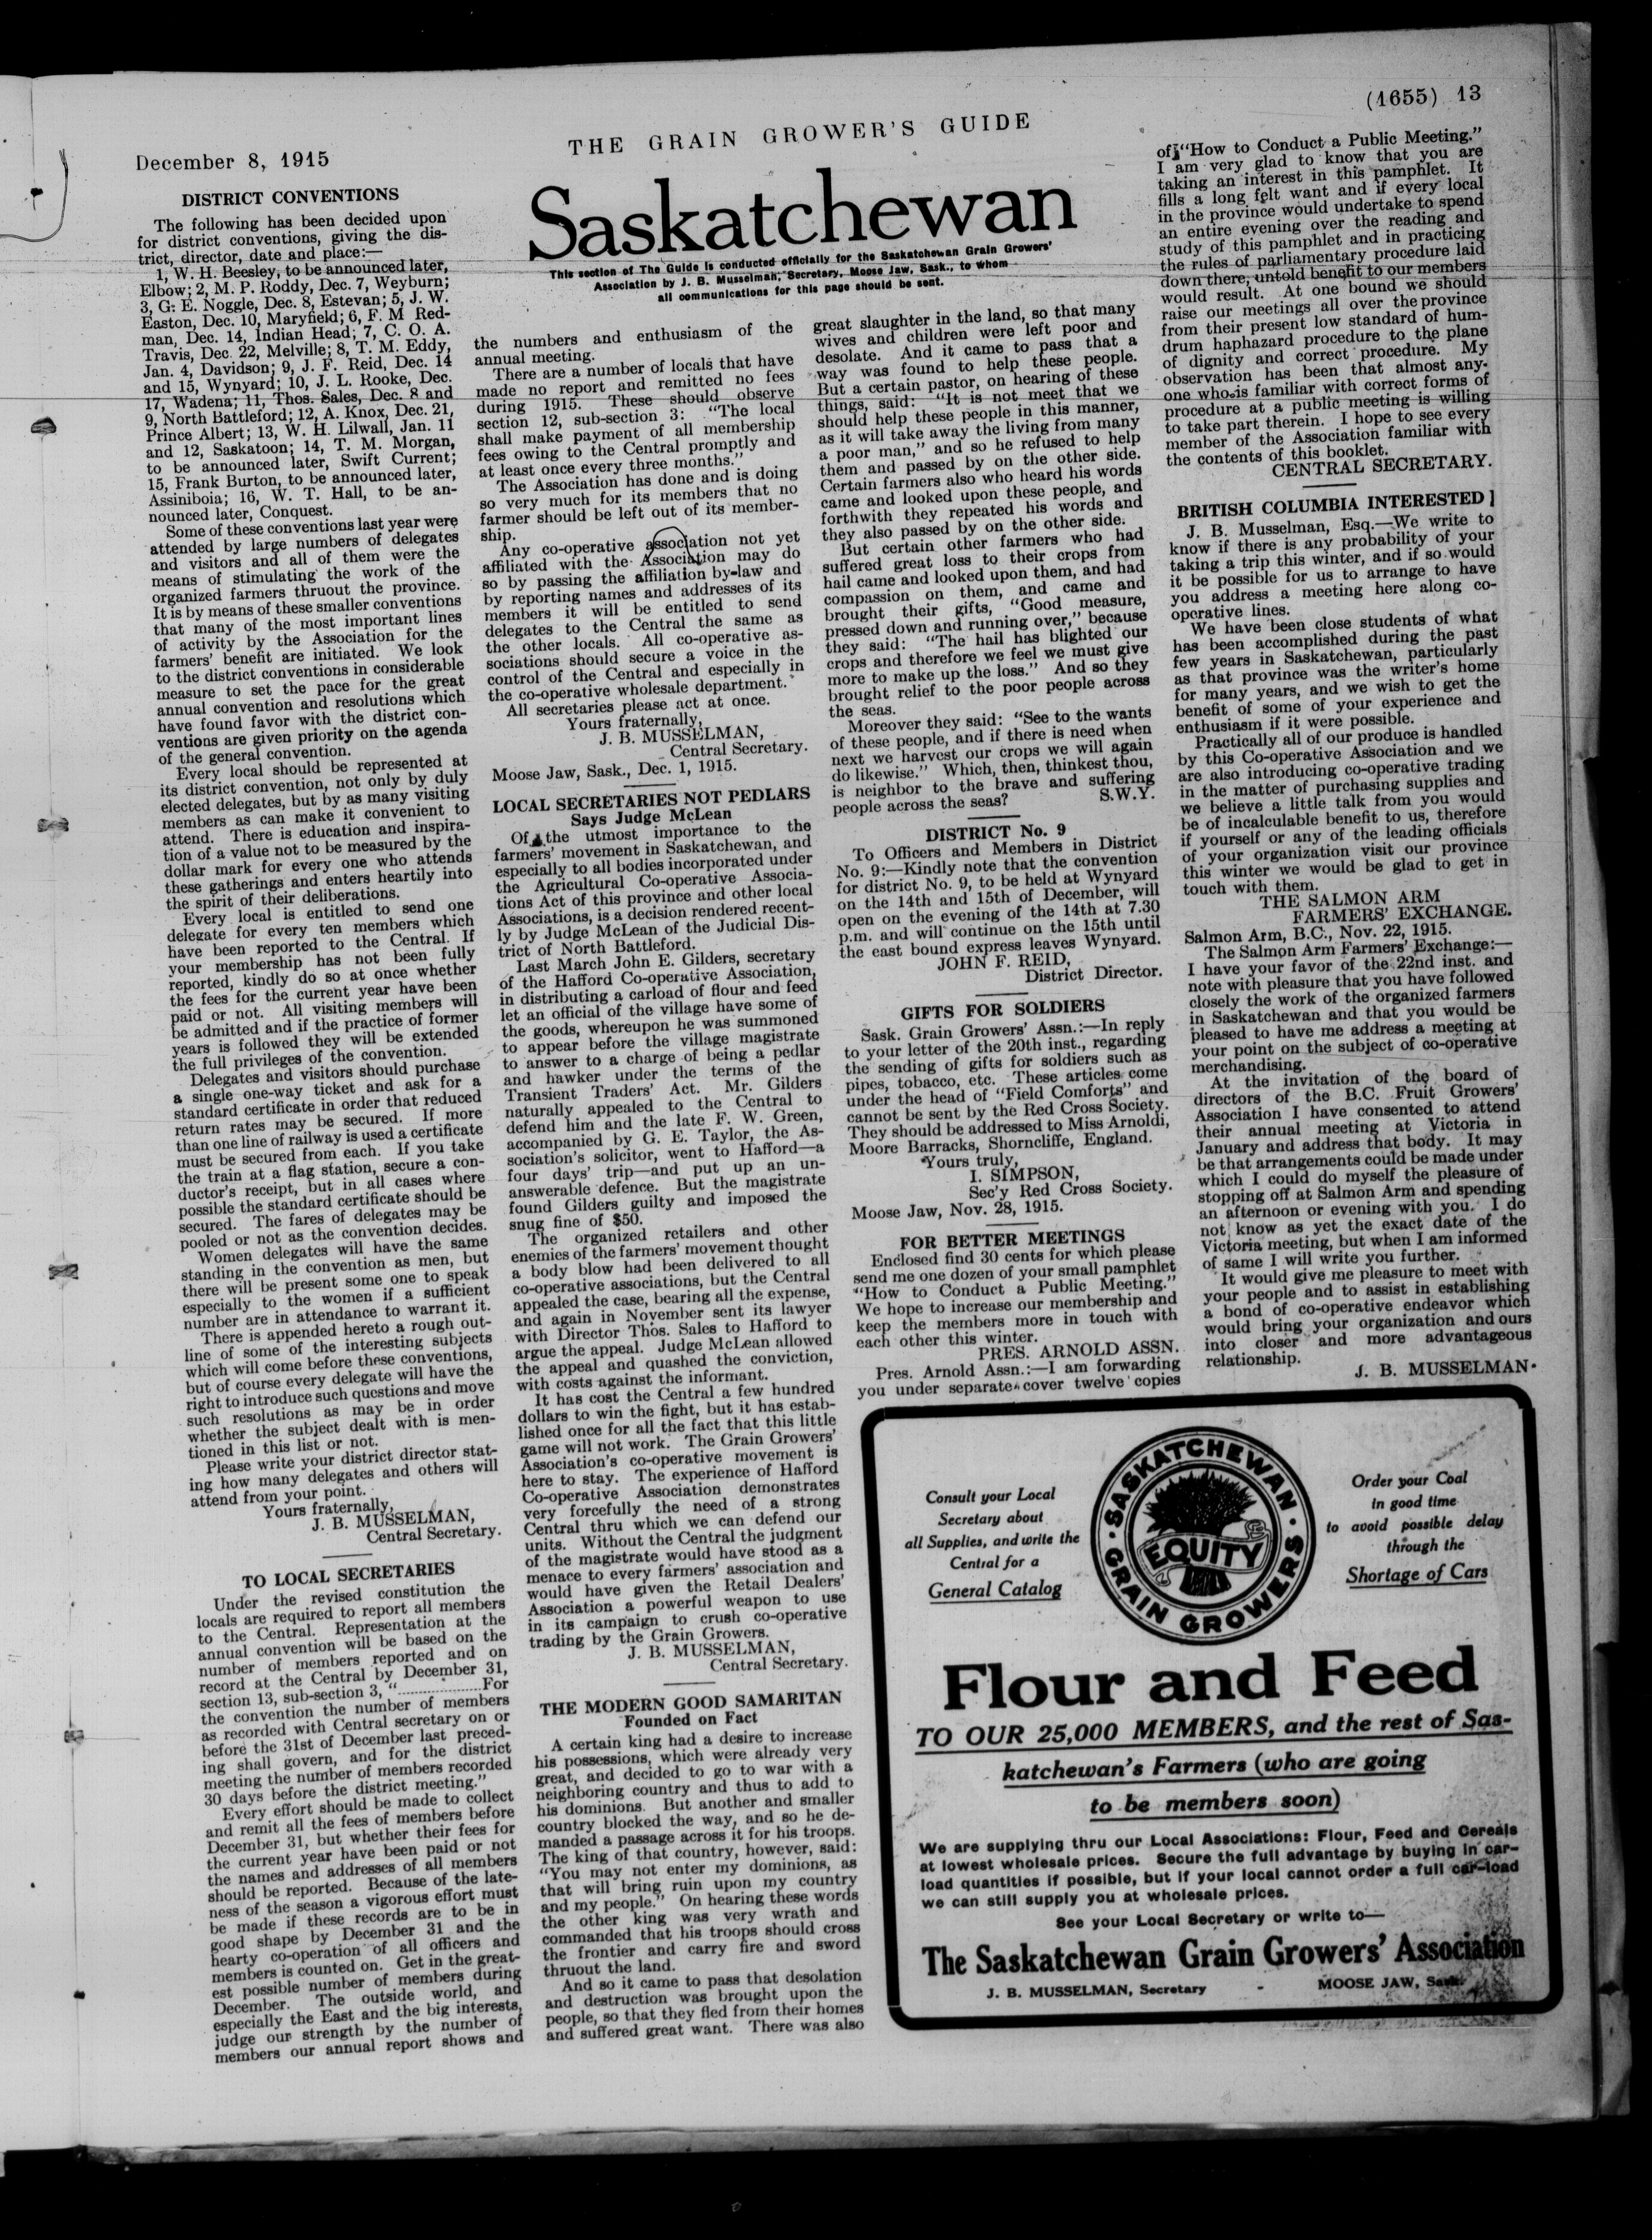 December 8, 1915
THE GRAIN GROWER'S GUIDE
(1655) 13
DISTRICT CONVENTIONS
The following has been decided upon
for district conventions, giving the dis-
trict, director, date and place:—
1, W. H. Beesley, to be announced later,
Elbow; 2, M. P. Roddy, Dec. 7, Weyburn;
3, G. E. Noggle, Dec. 8, Estevan; 5, J. W.
Easton, Dec. 10, Maryfield; 6, F. M Red-
man, Dec. 14, Indian Head; 7, C. O. A.
Travis, Dec. 22, Melville; 8, T. M. Eddy,
Jan. 4, Davidson; 9, J. F. Reid, Dec. 14
and 15, Wynyard; 10, J. L. Rooke, Dec.
17, Wadena; 11, Thos. Sales, Dec. 8 and
9, North Battleford; 12, A. Knox, Dec. 21,
Prince Albert; 13, W. H. Lilwall, Jan. 11
and 12, Saskatoon; 14, T. M. Morgan,
to be announced later, Swift Current;
15, Frank Burton, to be announced later,
Assiniboia; 16, W. T. Hall, to be an-
nounced later, Conquest.
Some of these conventions last year were
attended by large numbers of delegates
and visitors and all of them were the
means of stimulating the work of the
organized farmers thruout the province.
It is by means of these smaller conventions
that many of the most important lines
of activity by the Association for the
farmers' benefit are initiated. We look
to the district conventions in considerable
measure to set the pace for the great
annual convention and resolutions which
have found favor with the district con-
ventions are given priority on the agenda
of the general convention.
Every local should be represented at
its district convention, not only by duly
elected delegates, but by as many visiting
members as can make it convenient to
attend. There is education and inspira-
tion of a value not to be measured by the
dollar mark for every one who attends
these gatherings and enters heartily into
the spirit of their deliberations.
Every local is entitled to send one
delegate for every ten members which
have been reported to the Central. If
your membership has not been fully
reported, kindly do so at once whether
the fees for the current year have been
paid or not. All visiting members will
be admitted and if the practice of former
years is followed they will be extended
the full privileges of the convention.
Delegates and visitors should purchase
a single one-way ticket and ask for a
standard certificate in order that reduced
return rates may be secured. If more
than one line of railway is used a certificate
must be secured from each. If you take
the train at a flag station, secure a con-
ductor's receipt, but in all cases where
possible the standard certificate should be
secured. The fares of delegates may be
pooled or not as the convention decides.
Women delegates will have the same
standing in the convention as men, but
there will be present some one to speak
especially to the women if a sufficient
number are in attendance to warrant it.
There is appended hereto a rough out-
line of some of the interesting subjects
which will come before these conventions,
but of course every delegate will have the
right to introduce such questions and move
such resolutions as may be in order
whether the subject dealt with is men-
tioned in this list or not.
Please write your district director stat-
ing how many delegates and others will
attend from your point.
Yours fraternally,
J. B. MUSSELMAN,
Central Secretary.
TO LOCAL SECRETARIES
Under the revised constitution the
locals are required to report all members
to the Central. Representation at the
annual convention will be based on the
number of members reported and on
record at the Central by December 31,
section 13, sub-section 3, "..................For
the convention the number of members
as recorded with Central secretary on or
before the 31st of December last preced-
ing shall govern, and for the district
meeting the number of members recorded
30 days before the district meeting."
Every effort should be made to collect
and remit all the fees of members before
December 31, but whether their fees for
the current year have been paid or not
the names and addresses of all members
should be reported. Because of the late-
ness of the season a vigorous effort must
be made if these records are to be in
good shape by December 31 and the
hearty co-operation of all officers and
members is counted on. Get in the great-
est possible number of members during
December. The outside world, and
especially the East and the big interests,
judge our strength by the number of
members our annual report shows and
Saskatchewan
This section of The Guide is conducted officially for the Saskatchewan Grain Growers'
Association by J. B. Musselman, Secretary, Moose Jaw, Sask., to whom
all communications for this page should be sent.
the numbers and enthusiasm of the
annual meeting.
There are a number of locals that have
made no report and remitted no fees
during 1915. These should observe
section 12, sub-section 3: "The local
shall make payment of all membership
fees owing to the Central promptly and
at least once every three months."
The Association has done and is doing
so very much for its members that no
farmer should be left out of its member-
ship.
Any co-operative association not yet
affiliated with the Association may do
so by passing the affiliation by-law and
by reporting names and addresses of its
members it will be entitled to send
delegates to the Central the same as
the other locals. All co-operative as-
sociations should secure a voice in the
control of the Central and especially in
the co-operative wholesale department.
All secretaries please act at once.
Yours fraternally,
J. B. MUSSELMAN,
Central Secretary.
Moose Jaw, Sask., Dec. 1, 1915.
LOCAL SECRETARIES NOT PEDLARS
Says Judge McLean
Of the utmost importance to the
farmers' movement in Saskatchewan, and
especially to all bodies incorporated under
the Agricultural Co-operative Associa-
tions Act of this province and other local
Associations, is a decision rendered recent-
ly by Judge McLean of the Judicial Dis-
trict of North Battleford.
Last March John E. Gilders, secretary
of the Hafford Co-operative Association,
in distributing a carload of flour and feed
let an official of the village have some of
the goods, whereupon he was summoned
to appear before the village magistrate
to answer to a charge of being a pedlar
and hawker under the terms of the
Transient Traders' Act. Mr. Gilders
naturally appealed to the Central to
defend him and the late F. W. Green,
accompanied by G. E. Taylor, the As-
sociation's solicitor, went to Hafford—a
four days' trip—and put up an un-
answerable defence. But the magistrate
found Gilders guilty and imposed the
snug fine of $50.
The organized retailers and other
enemies of the farmers' movement thought
a body blow had been delivered to all
co-operative associations, but the Central
appealed the case, bearing all the expense,
and again in November sent its lawyer
with Director Thos. Sales to Hafford to
argue the appeal. Judge McLean allowed
the appeal and quashed the conviction,
with costs against the informant.
It has cost the Central a few hundred
dollars to win the fight, but it has estab-
lished once for all the fact that this little
game will not work. The Grain Growers'
Association's co-operative movement is
here to stay. The experience of Hafford
Co-operative Association demonstrates
very forcefully the need of a strong
Central thru which we can defend our
units. Without the Central the judgment
of the magistrate would have stood as a
menace to every farmers' association and
would have given the Retail Dealers'
Association a powerful weapon to use
in its campaign to crush co-operative
trading by the Grain Growers.
J. B. MUSSELMAN,
Central Secretary.
THE MODERN GOOD SAMARITAN
Founded on Fact
A certain king had a desire to increase
his possessions, which were already very
great, and decided to go to war with a
neighboring country and thus to add to
his dominions. But another and smaller
country blocked the way, and so he de-
manded a passage across it for his troops.
The king of that country, however, said:
"You may not enter my dominions, as
that will bring ruin upon my country
and my people." On hearing these words
the other king was very wrath and
commanded that his troops should cross
the frontier and carry fire and sword
thruout the land.
And so it came to pass that desolation
and destruction was brought upon the
people, so that they fled from their homes
and suffered great want. There was also
great slaughter in the land, so that many
wives and children were left poor and
desolate. And it came to pass that a
way was found to help these people.
But a certain pastor, on hearing of these
things, said: "It is not meet that we
should help these people in this manner,
as it will take away the living from many
a poor man," and so he refused to help
them and passed by on the other side.
Certain farmers also who heard his words
came and looked upon these people, and
forthwith they repeated his words and
they also passed by on the other side.
But certain other farmers who had
suffered great loss to their crops from
hail came and looked upon them, and had
compassion on them, and came and
brought their gifts, "Good measure,
pressed down and running over," because
they said: "The hail has blighted our
crops and therefore we feel we must give
more to make up the loss." And so they
brought relief to the poor people across
the seas.
Moreover they said: "See to the wants
of these people, and if there is need when
next we harvest our crops we will again
do likewise." Which, then, thinkest thou,
is neighbor to the brave and suffering
people across the seas? S.W.Y.
DISTRICT No. 9
To Officers and Members in District
No. 9:—Kindly note that the convention
for district No. 9, to be held at Wynyard
on the 14th and 15th of December, will
open on the evening of the 14th at 7.30
p.m. and will continue on the 15th until
the east bound express leaves Wynyard.
JOHN F. REID,
District Director.
GIFTS FOR SOLDIERS
Sask. Grain Growers' Assn.:—In reply
to your letter of the 20th inst., regarding
the sending of gifts for soldiers such as
pipes, tobacco, etc. These articles come
under the head of "Field Comforts" and
cannot be sent by the Red Cross Society.
They should be addressed to Miss Arnoldi,
Moore Barracks, Shorncliffe, England.
Yours truly,
I. SIMPSON,
Sec'y Red Cross Society.
Moose Jaw, Nov. 28, 1915.
FOR BETTER MEETINGS
Enclosed find 30 cents for which please
send me one dozen of your small pamphlet
"How to Conduct a Public Meeting."
We hope to increase our membership and
keep the members more in touch with
each other this winter.
PRES. ARNOLD ASSN.
Pres. Arnold Assn.:—I am forwarding
you under separate cover twelve copies
of "How to Conduct a Public Meeting."
I am very glad to know that you are
taking an interest in this pamphlet. It
fills a long felt want and if every local
in the province would undertake to spend
an entire evening over the reading and
study of this pamphlet and in practicing
the rules of parliamentary procedure laid
down there, untold benefit to our members
would result. At one bound we should
raise our meetings all over the province
from their present low standard of hum-
drum haphazard procedure to the plane
of dignity and correct procedure. My
observation has been that almost any-
one who is familiar with correct forms of
procedure at a public meeting is willing
to take part therein. I hope to see every
member of the Association familiar with
the contents of this booklet.
CENTRAL SECRETARY.
BRITISH COLUMBIA INTERESTED
J. B. Musselman, Esq.—We write to
know if there is any probability of your
taking a trip this winter, and if so would
it be possible for us to arrange to have
you address a meeting here along co-
operative lines.
We have been close students of what
has been accomplished during the past
few years in Saskatchewan, particularly
as that province was the writer's home
for many years, and we wish to get the
benefit of some of your experience and
enthusiasm if it were possible.
Practically all of our produce is handled
by this Co-operative Association and we
are also introducing co-operative trading
in the matter of purchasing supplies and
we believe a little talk from you would
be of incalculable benefit to us, therefore
if yourself or any of the leading officials
of your organization visit our province
this winter we would be glad to get in
touch with them.
THE SALMON ARM
FARMERS' EXCHANGE.
Salmon Arm, B.C., Nov. 22, 1915.
The Salmon Arm Farmers' Exchange:—
I have your favor of the 22nd inst. and
note with pleasure that you have followed
closely the work of the organized farmers
in Saskatchewan and that you would be
pleased to have me address a meeting at
your point on the subject of co-operative
merchandising.
At the invitation of the board of
directors of the B.C. Fruit Growers'
Association I have consented to attend
their annual meeting at Victoria in
January and address that body. It may
be that arrangements could be made under
which I could do myself the pleasure of
stopping off at Salmon Arm and spending
an afternoon or evening with you. I do
not know as yet the exact date of the
Victoria meeting, but when I am informed
of same I will write you further.
It would give me pleasure to meet with
your people and to assist in establishing
a bond of co-operative endeavor which
would bring your organization and ours
into closer and more advantageous
relationship.
J. B. MUSSELMAN.
Consult your Local
Secretary about
all Supplies, and write the
Central for a
General Catalog
SASKATCHEWAN
EQUITY
GRAIN GROWERS
Order your Coal
in good time
to avoid possible delay
through the
Shortage of Cars
Flour and Feed
TO OUR 25,000 MEMBERS, and the rest of Sas-
katchewan's Farmers (who are going
to be members soon)
We are supplying thru our Local Associations: Flour, Feed and Cereals
at lowest wholesale prices. Secure the full advantage by buying in car-
load quantities if possible, but if your local cannot order a full car-load
we can still supply you at wholesale prices.
See your Local Secretary or write to—
The Saskatchewan Grain Growers' Association
J. B. MUSSELMAN, Secretary - MOOSE JAW, Sask.